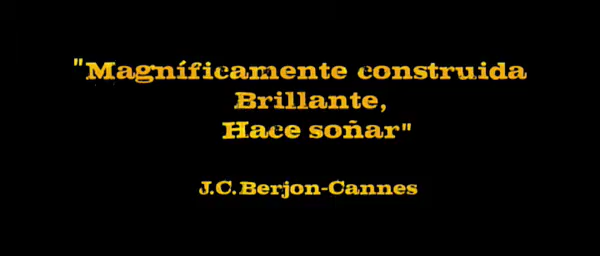 "Magníficamente construida
Brillante,
Hace soñar"
J.C. Berjon-Cannes